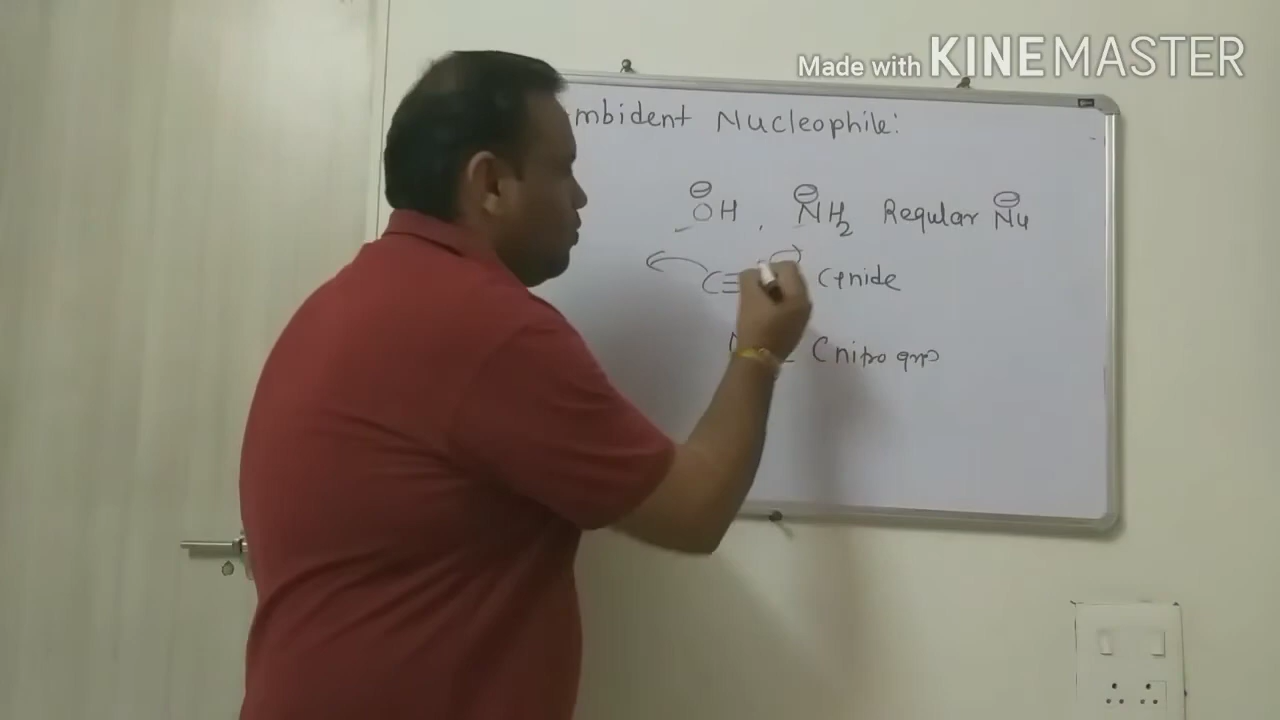 Made with KINEMASTER
mbident Nucleophile:
⊖OH, ⊖NH2 Regular ⊖Nu
C≡ Cynide
Cnitro grp